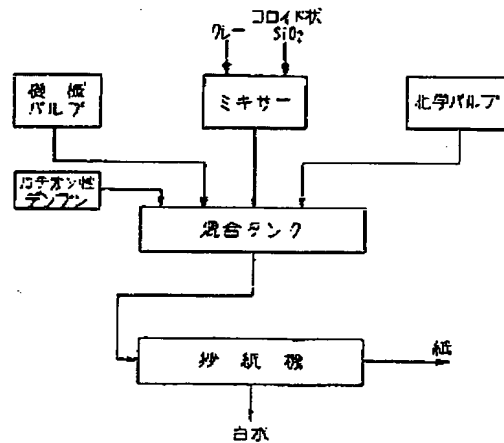 コロイド状
クレー SiO₂
機械
パルプ
ミキサー
化学パルプ
カチオン性
デンプン
混合タンク
抄紙機
紙
白水